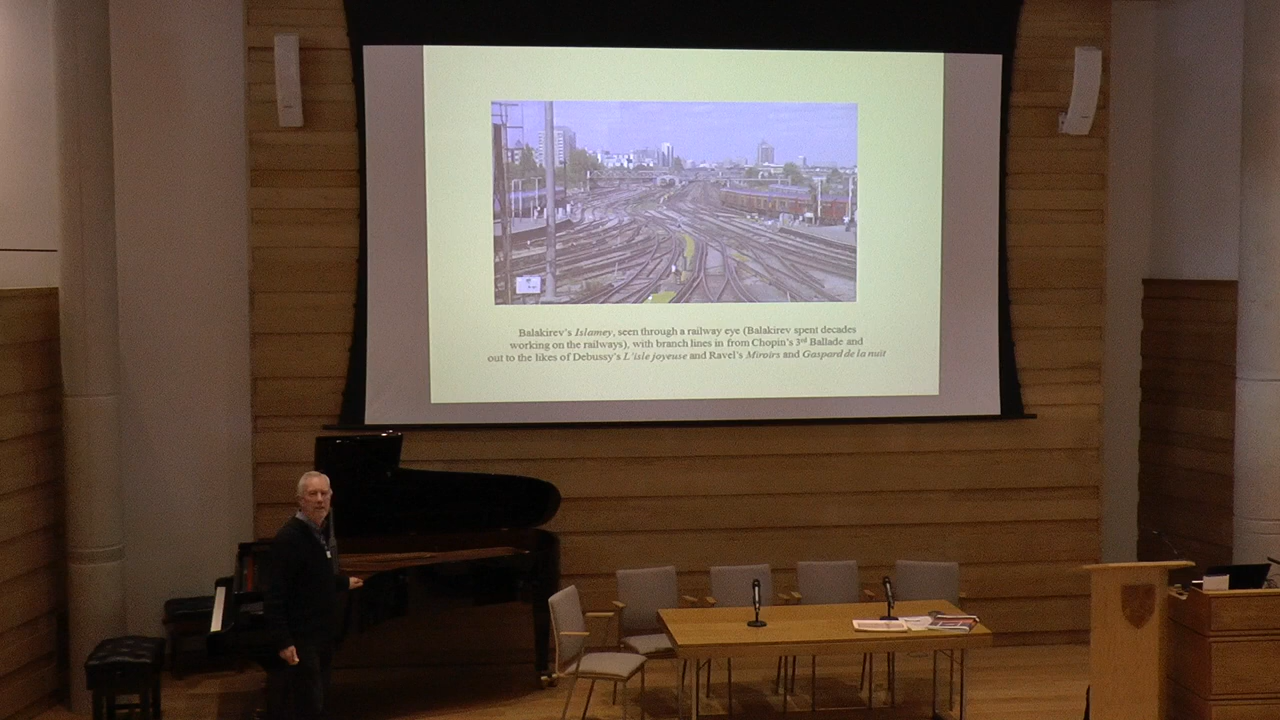 Balakirev's Islamey, seen through a railway eye (Balakirev spent decades
working on the railways), with branch lines in from Chopin's 3rd Ballade and
out to the likes of Debussy's L'isle joyeuse and Ravel's Miroirs and Gaspard de la nuit